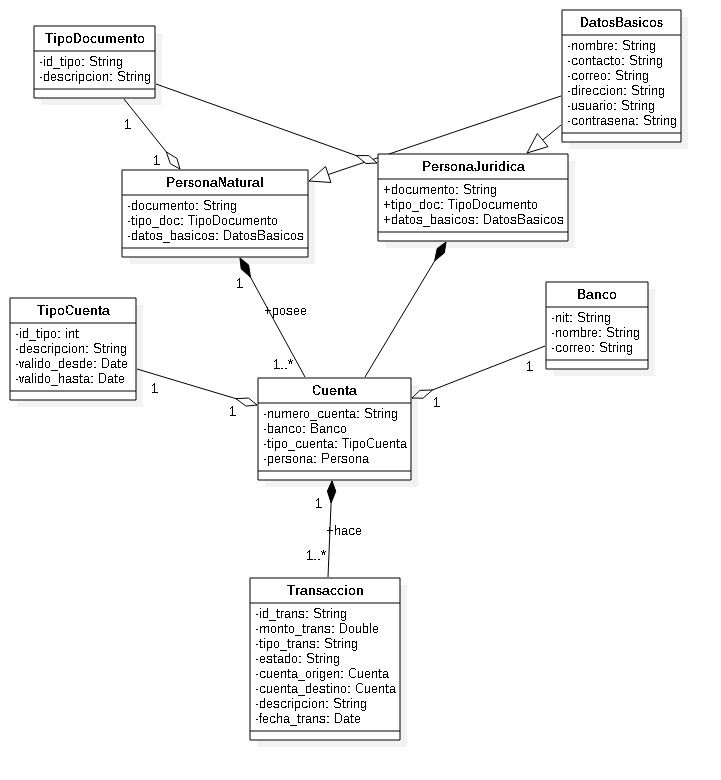 TipoDocumento
-id_tipo: String
-descripcion: String
DatosBasicos
-nombre: String
-contacto: String
-correo: String
-direccion: String
-usuario: String
-contrasena: String
1
1
PersonaNatural
-documento: String
-tipo_doc: TipoDocumento
-datos_basicos: DatosBasicos
PersonaJuridica
+documento: String
+tipo_doc: TipoDocumento
+datos_basicos: DatosBasicos
1
+posee
1..*
TipoCuenta
-id_tipo: int
-descripcion: String
-valido_desde: Date
-valido_hasta: Date
Banco
-nit: String
-nombre: String
-correo: String
1
1
1
1
Cuenta
-numero_cuenta: String
-banco: Banco
-tipo_cuenta: TipoCuenta
-persona: Persona
1
+hace
1..*
Transaccion
-id_trans: String
-monto_trans: Double
-tipo_trans: String
-estado: String
-cuenta_origen: Cuenta
-cuenta_destino: Cuenta
-descripcion: String
-fecha_trans: Date